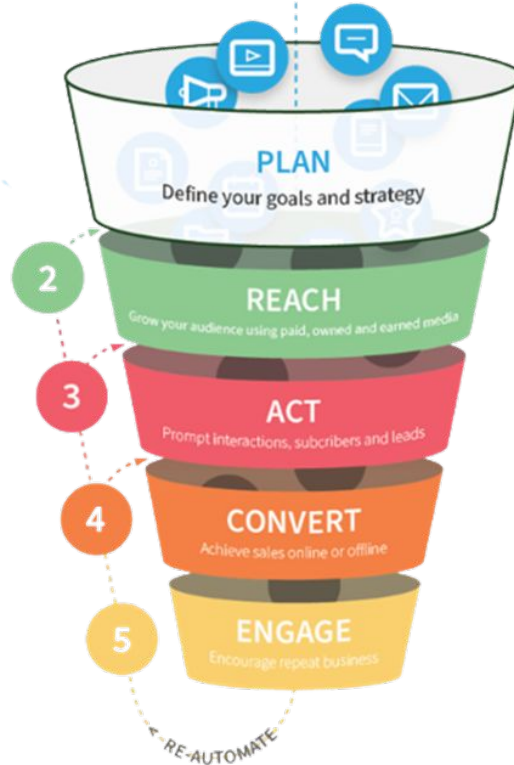 PLAN
Define your goals and strategy
2
REACH
Grow your audience using paid, owned and earned media
3
ACT
Prompt interactions, subcribers and leads
4
CONVERT
Achieve sales online or offline
5
ENGAGE
Encourage repeat business
RE-AUTOMATE